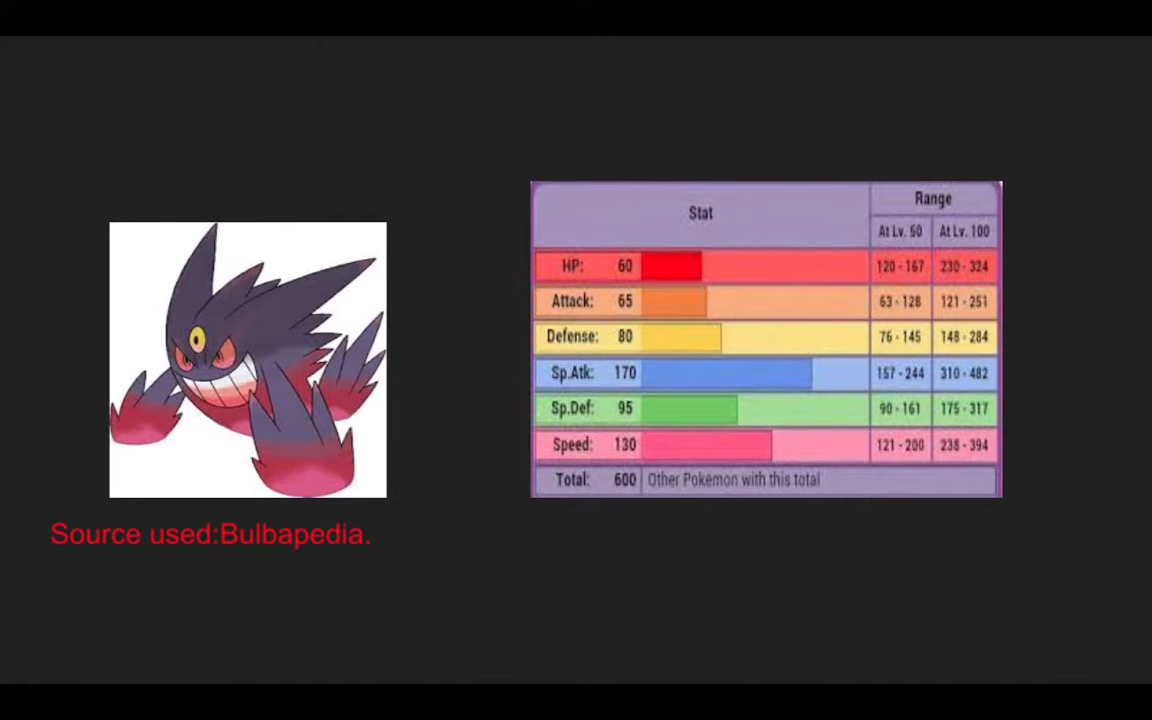 Stat
Range
At Lv. 50 At Lv. 100
HP: 60 120 - 167 230 - 324
Attack: 65 63 - 128 121 - 251
Defense: 80 76 - 145 148 - 284
Sp.Atk: 170 157 - 244 310 - 482
Sp.Def: 95 90 - 161 175 - 317
Speed: 130 121 - 200 238 - 394
Total: 600 Other Pokemon with this total
Source used:Bulbapedia.